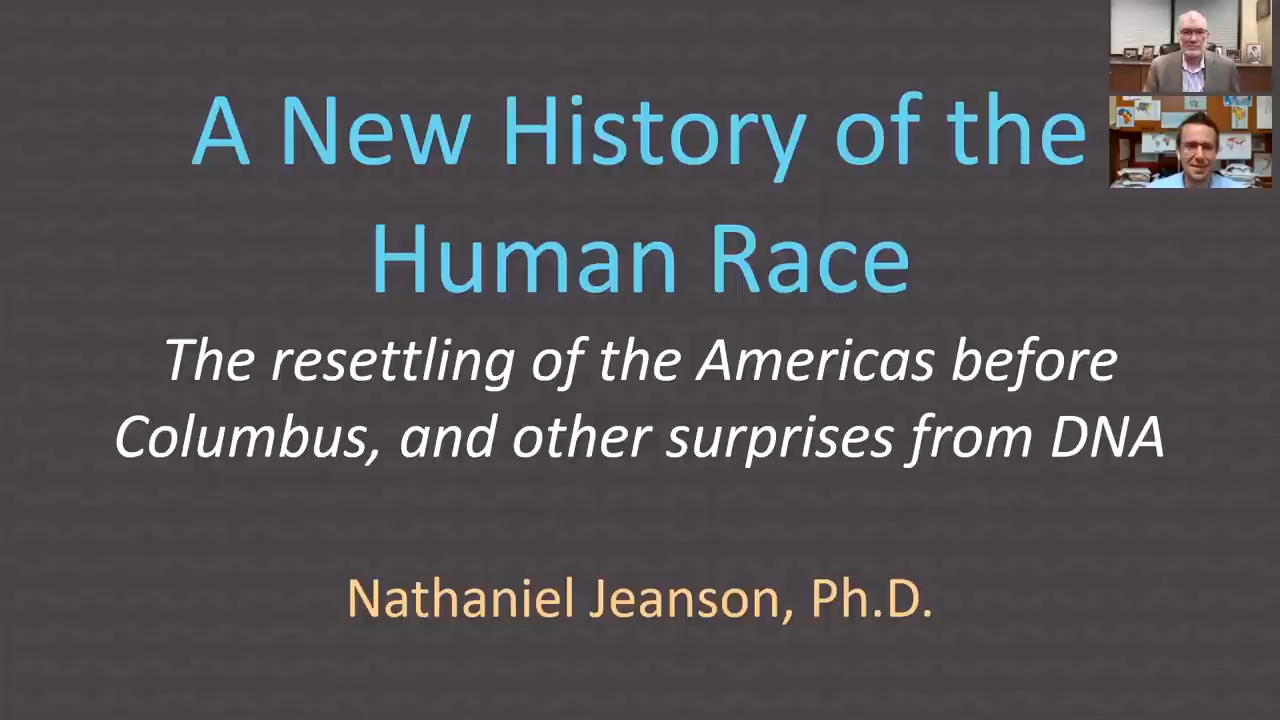 A New History of the
Human Race
The resettling of the Americas before
Columbus, and other surprises from DNA
Nathaniel Jeanson, Ph.D.